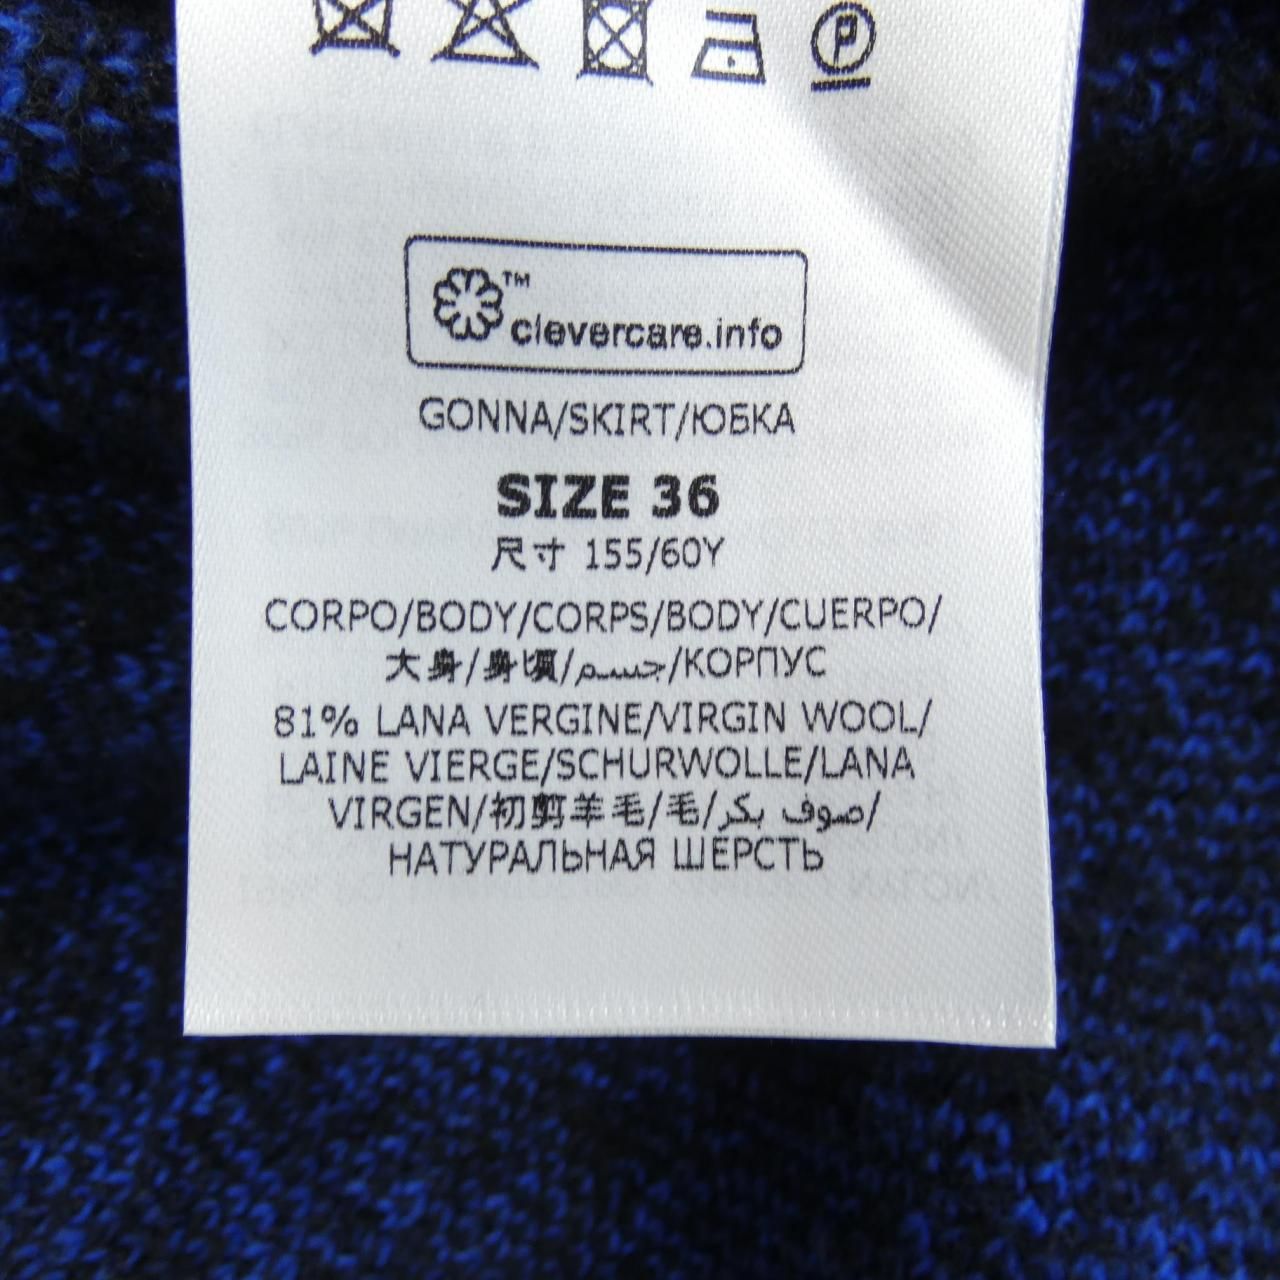 P
™
clevercare.info
GONNA/SKIRT/ЮБКА
SIZE 36
尺寸 155/60Y
CORPO/BODY/CORPS/BODY/CUERPO/
大身/身頃/جسم/КОРПУС
81% LANA VERGINE/VIRGIN WOOL/
LAINE VIERGE/SCHURWOLLE/LANA
VIRGEN/初剪羊毛/毛/صوف بكر/
НАТУРАЛЬНАЯ ШЕРСТЬ